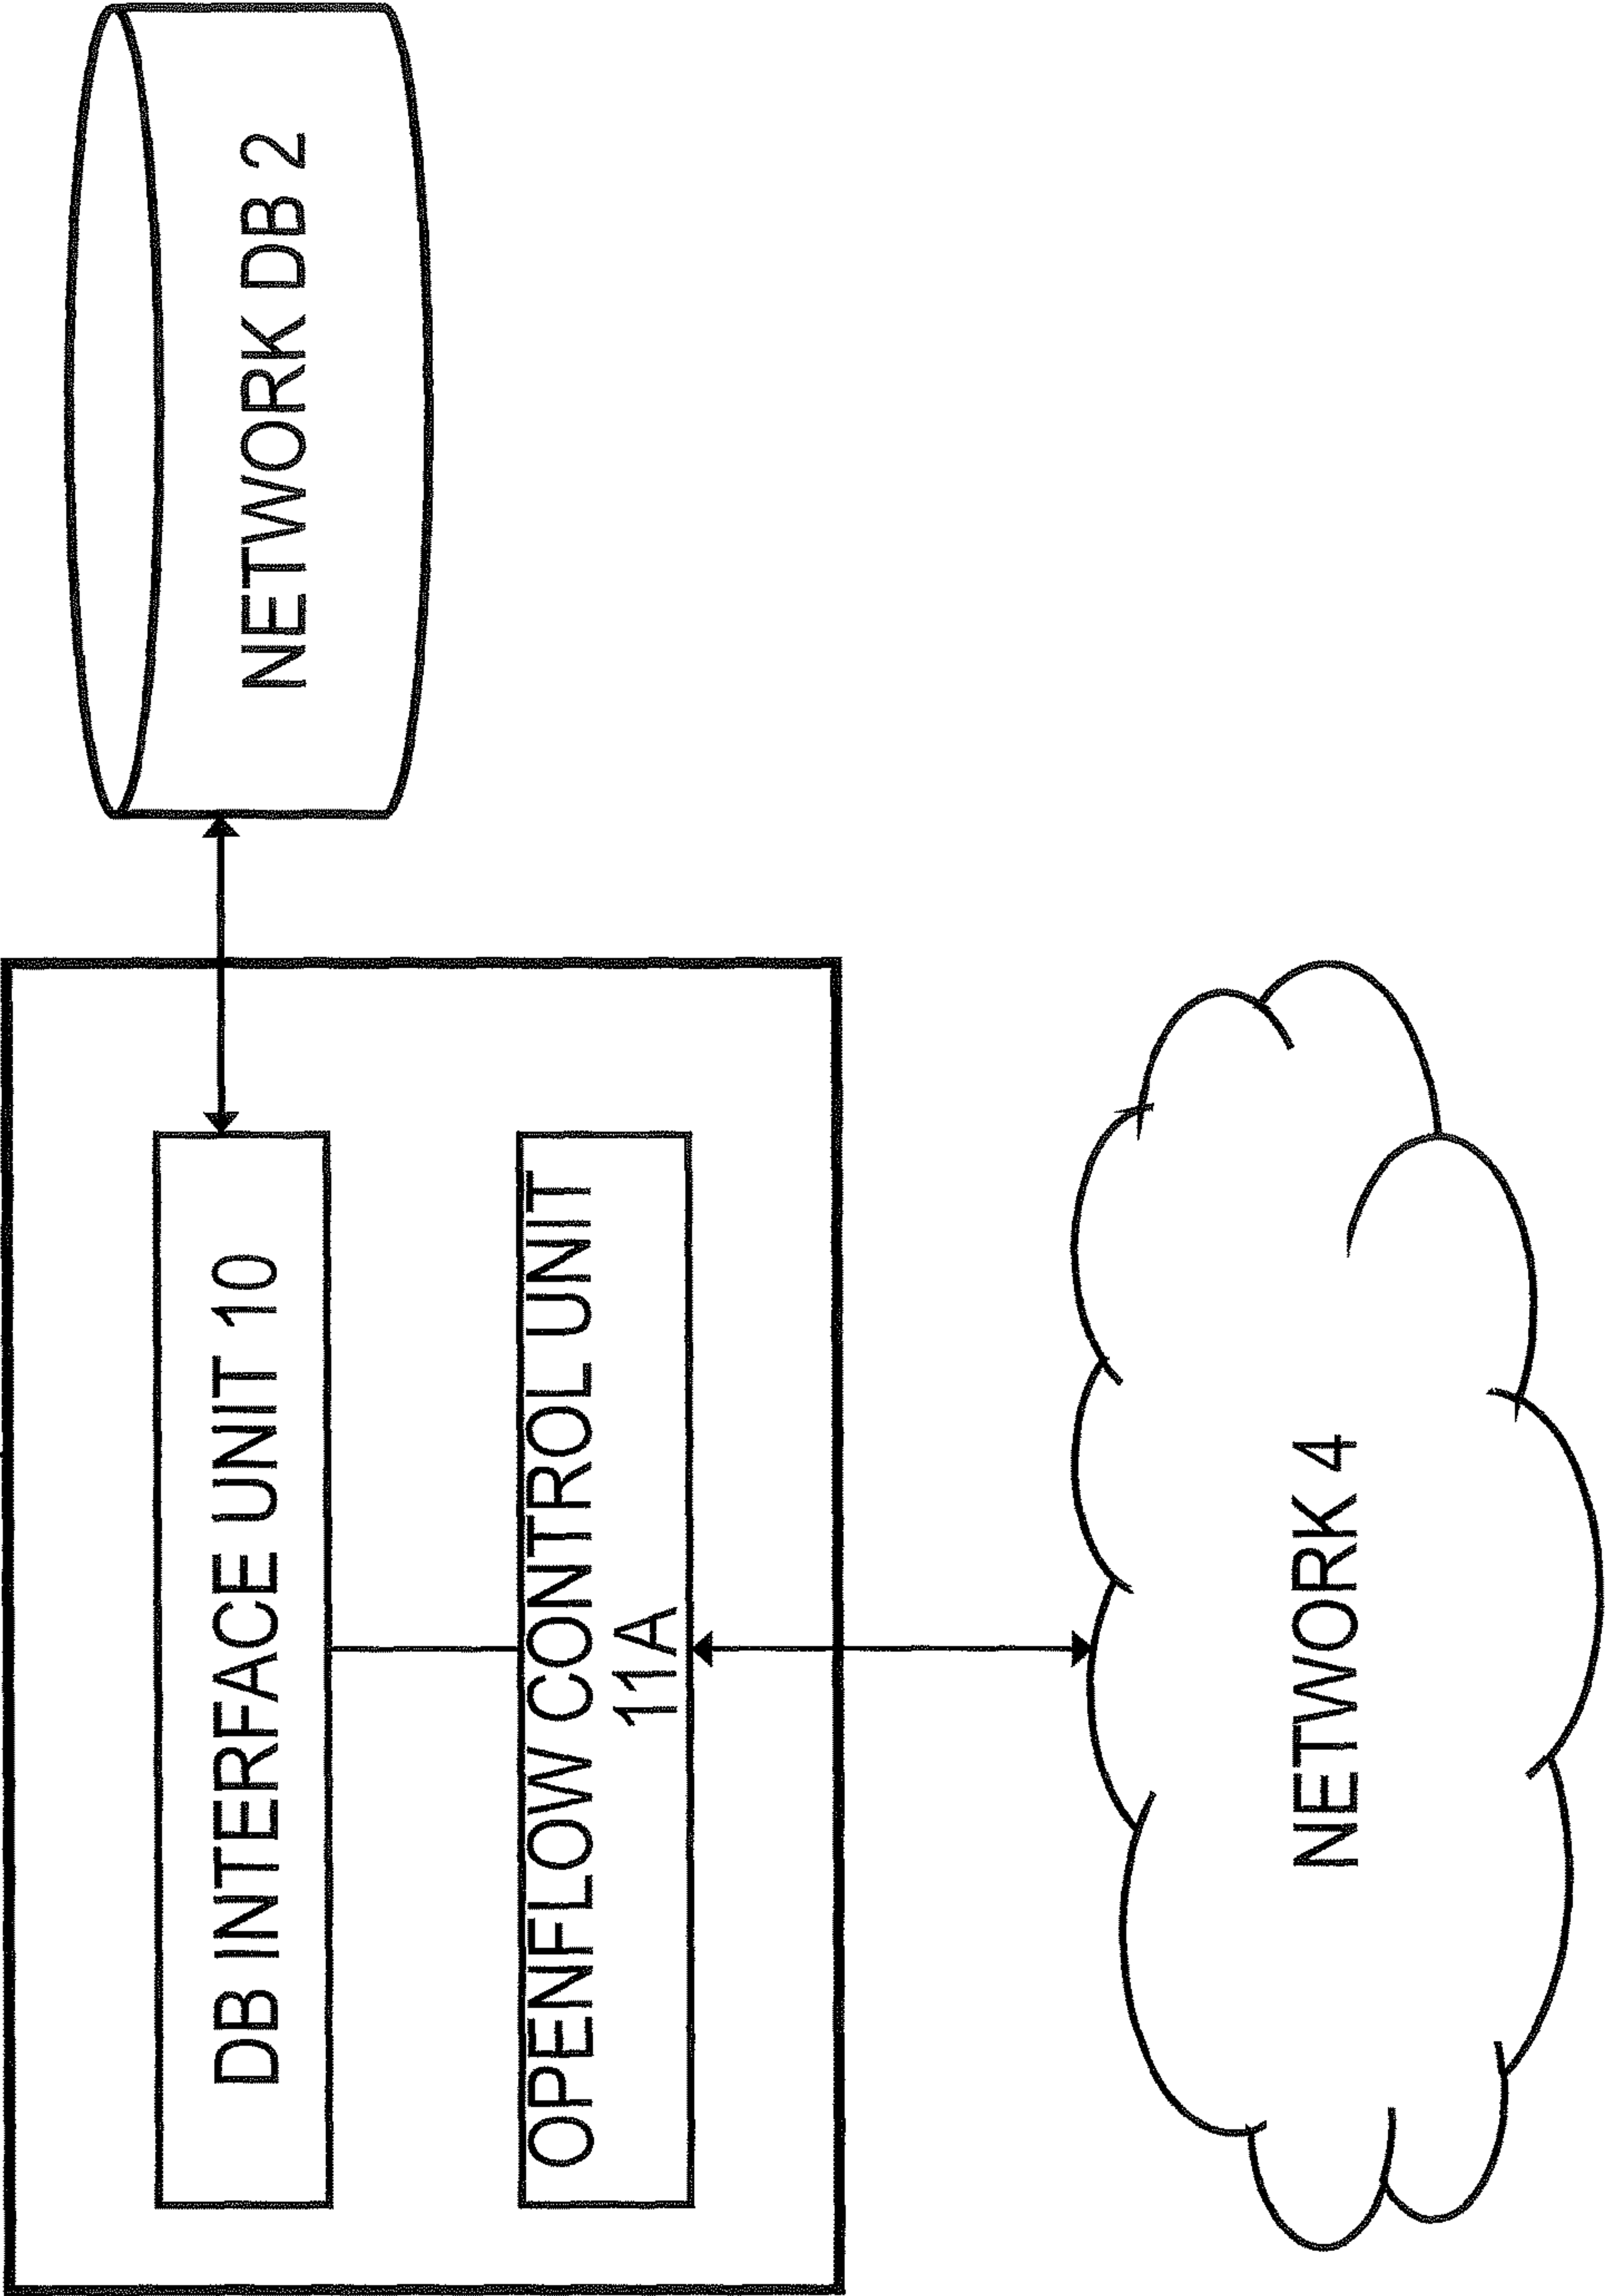 DB INTERFACE UNIT 10
NETWORK DB 2
OPENFLOW CONTROL UNIT
11A
NETWORK 4